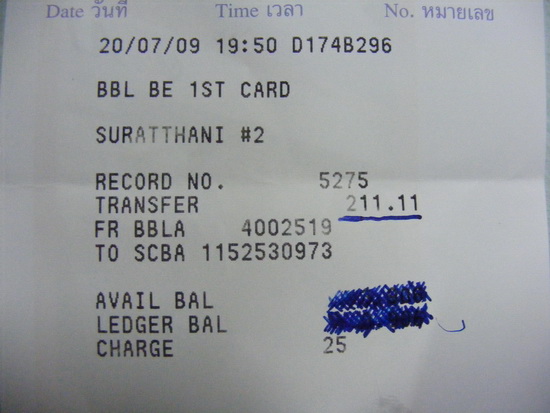 Date วันที่ Time เวลา No. หมายเลข
20/07/09 19:50 D174B296
BBL BE 1ST CARD
SURATTHANI #2
RECORD NO. 5275
TRANSFER 211.11
FR BBLA 4002519
TO SCBA 1152530973
AVAIL BAL
LEDGER BAL
CHARGE 25